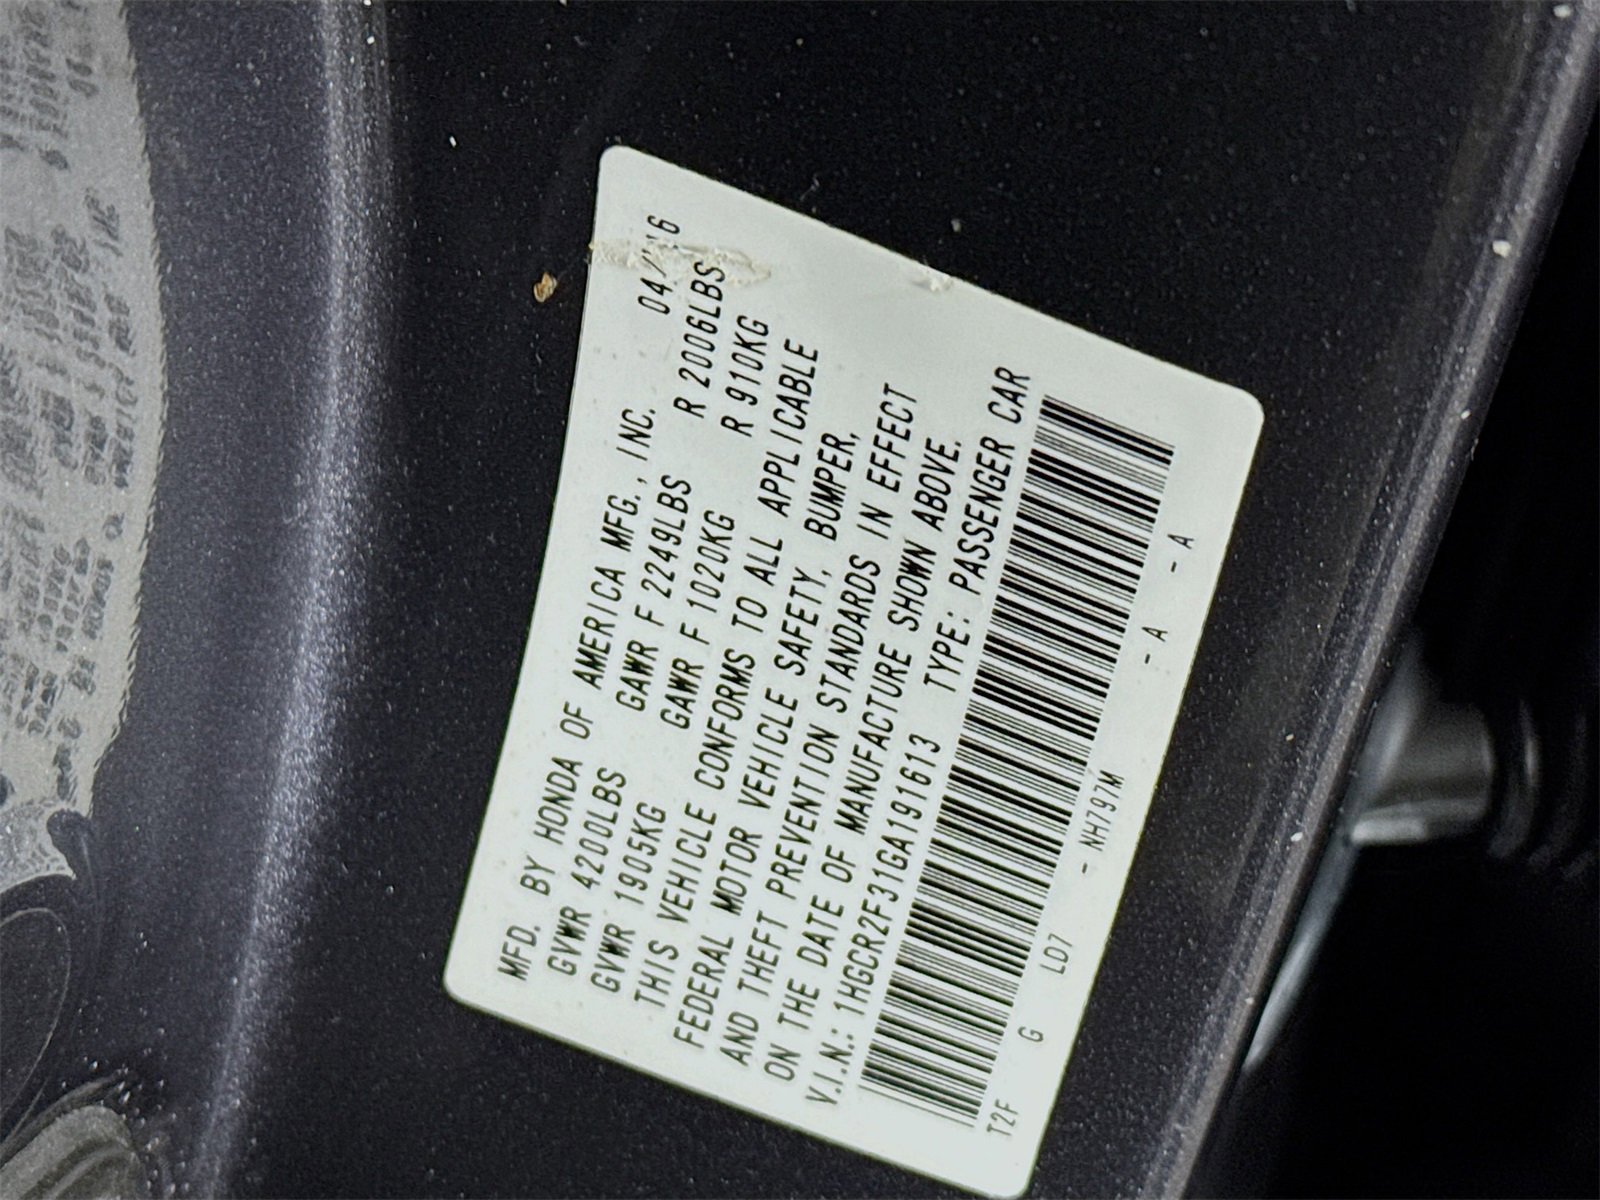 MFD. BY HONDA OF AMERICA MFG., INC. 04/16
GVWR 4200LBS GAWR F 2249LBS R 2006LBS
GVWR 1905KG GAWR F 1020KG R 910KG
THIS VEHICLE CONFORMS TO ALL APPLICABLE
FEDERAL MOTOR VEHICLE SAFETY, BUMPER,
AND THEFT PREVENTION STANDARDS IN EFFECT
ON THE DATE OF MANUFACTURE SHOWN ABOVE.
V.I.N.: 1HGCR2F31GA191613 TYPE: PASSENGER CAR
T2F G LD7 - NH797M - A - A